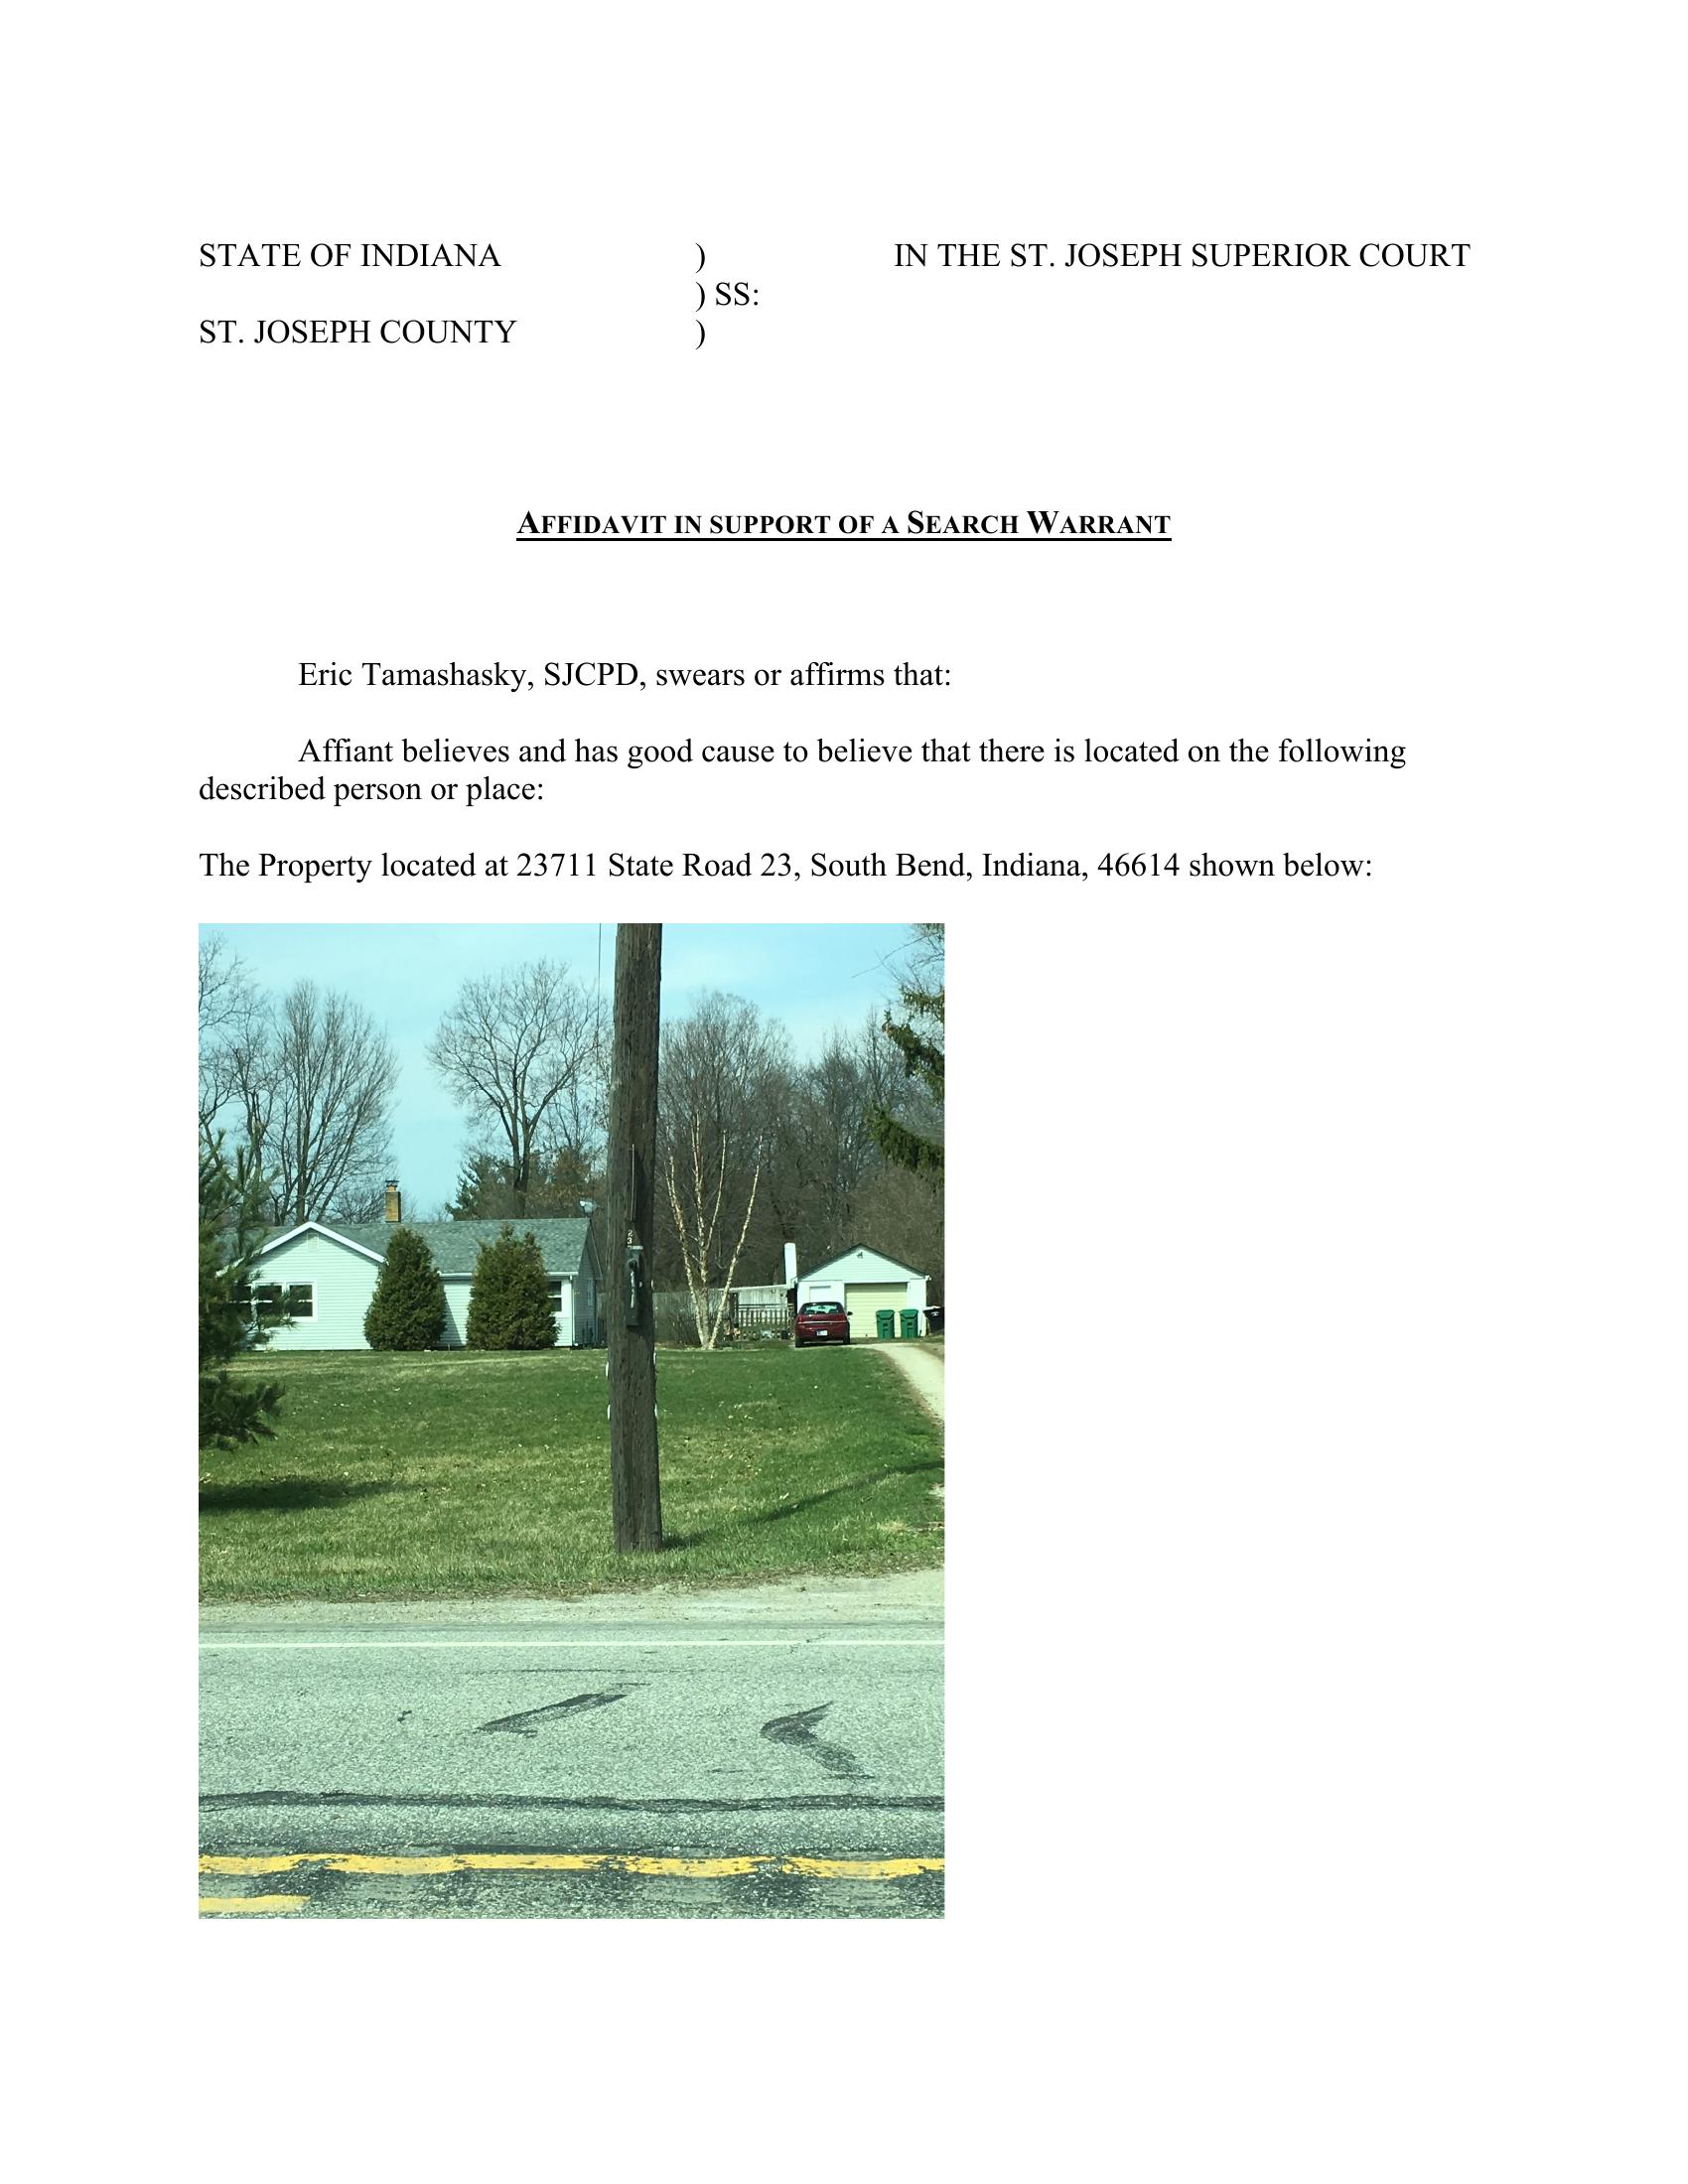 STATE OF INDIANA ) IN THE ST. JOSEPH SUPERIOR COURT
) SS:
ST. JOSEPH COUNTY )
AFFIDAVIT IN SUPPORT OF A SEARCH WARRANT
Eric Tamashasky, SJCPD, swears or affirms that:
Affiant believes and has good cause to believe that there is located on the following
described person or place:
The Property located at 23711 State Road 23, South Bend, Indiana, 46614 shown below: